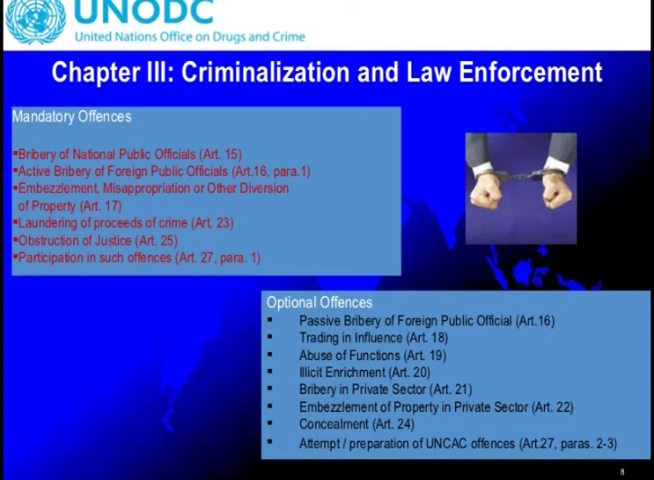 UNODC
United Nations Office on Drugs and Crime
Chapter III: Criminalization and Law Enforcement
Mandatory Offences
▪Bribery of National Public Officials (Art. 15)
▪Active Bribery of Foreign Public Officials (Art.16, para.1)
▪Embezzlement, Misappropriation or Other Diversion
of Property (Art. 17)
▪Laundering of proceeds of crime (Art. 23)
▪Obstruction of Justice (Art. 25)
▪Participation in such offences (Art. 27, para. 1)
Optional Offences
▪ Passive Bribery of Foreign Public Official (Art.16)
▪ Trading in Influence (Art. 18)
▪ Abuse of Functions (Art. 19)
▪ Illicit Enrichment (Art. 20)
▪ Bribery in Private Sector (Art. 21)
▪ Embezzlement of Property in Private Sector (Art. 22)
▪ Concealment (Art. 24)
▪ Attempt / preparation of UNCAC offences (Art.27, paras. 2-3)
8